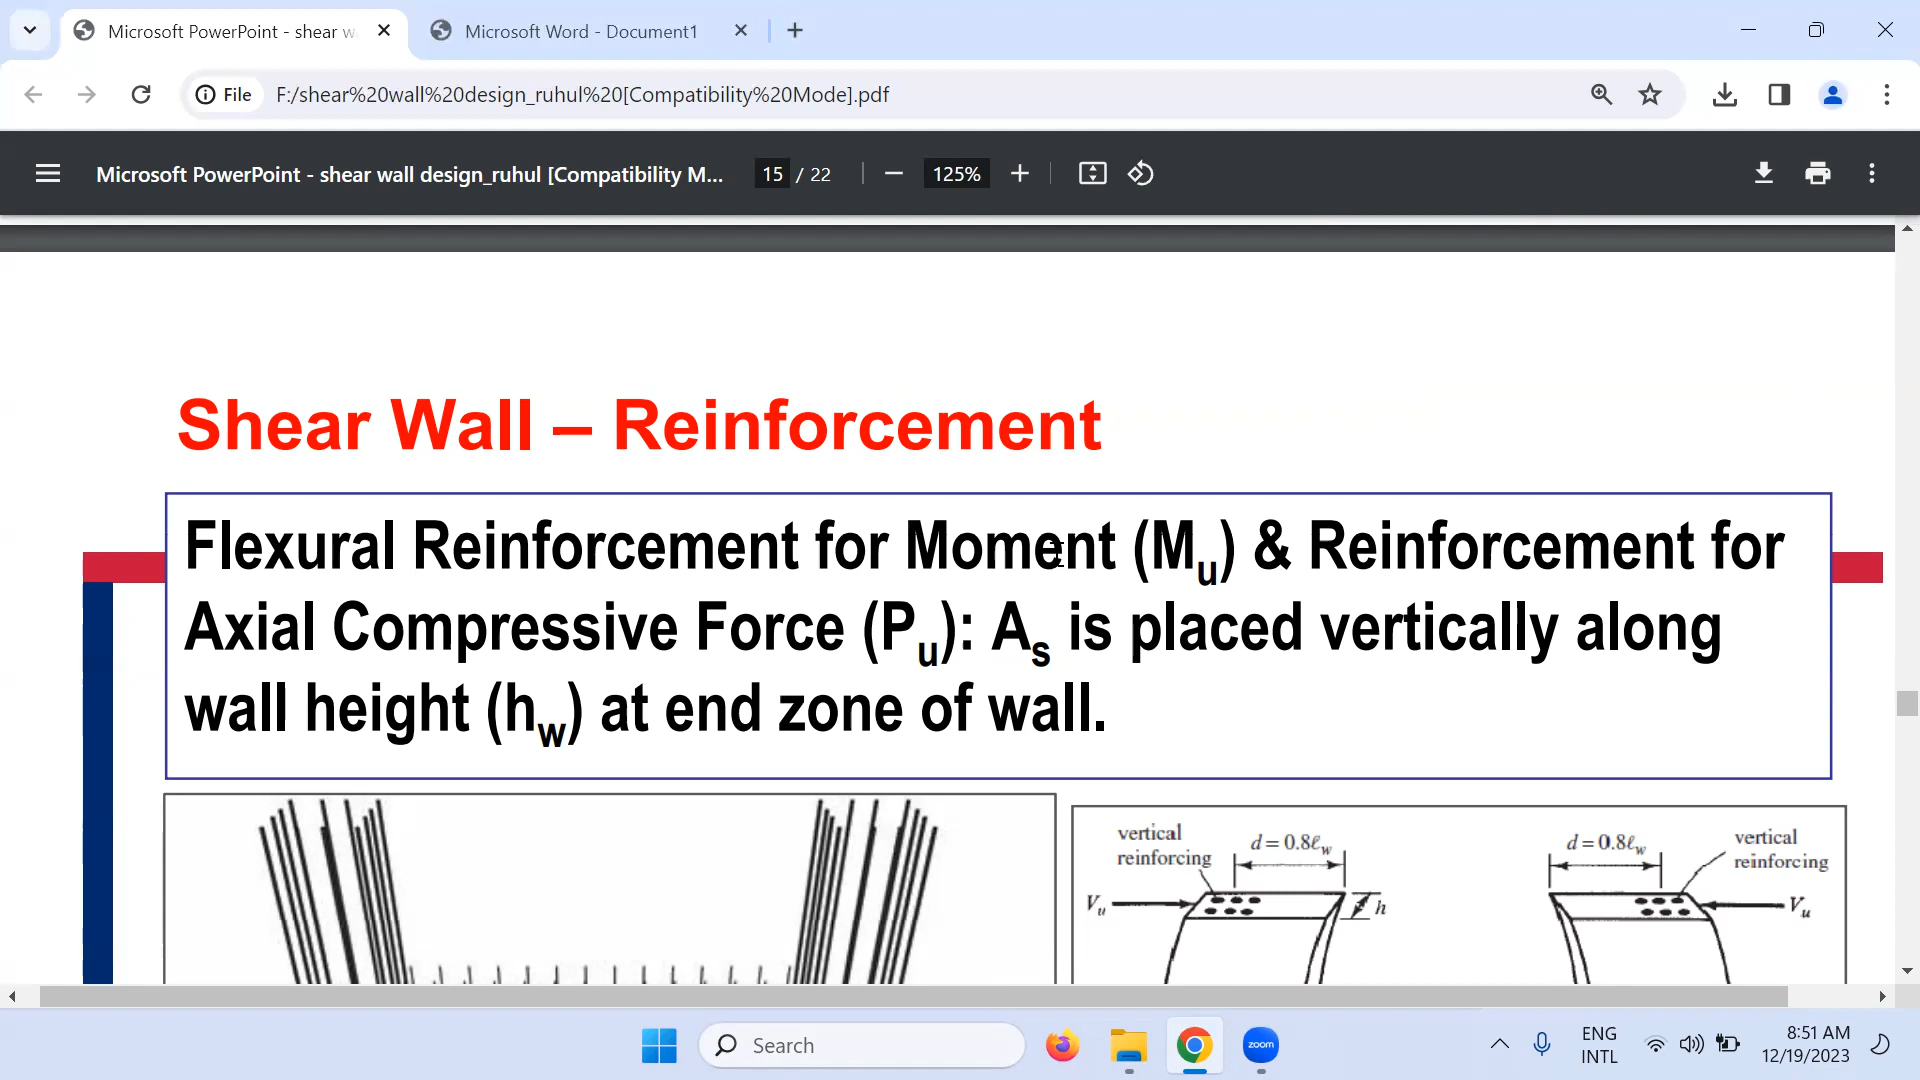 Microsoft PowerPoint - shear w
Microsoft Word - Document1
File
F:/shear%20wall%20design_ruhul%20[Compatibility%20Mode].pdf
Microsoft PowerPoint - shear wall design_ruhul [Compatibility M...
15 / 22
125%
Shear Wall – Reinforcement
Flexural Reinforcement for Moment (Mu) & Reinforcement for
Axial Compressive Force (Pu): As is placed vertically along
wall height (hw) at end zone of wall.
vertical
reinforcing
d = 0.8ℓw
Vu
h
d = 0.8ℓw
vertical
reinforcing
Vu
Search
zoom
ENG
INTL
8:51 AM
12/19/2023